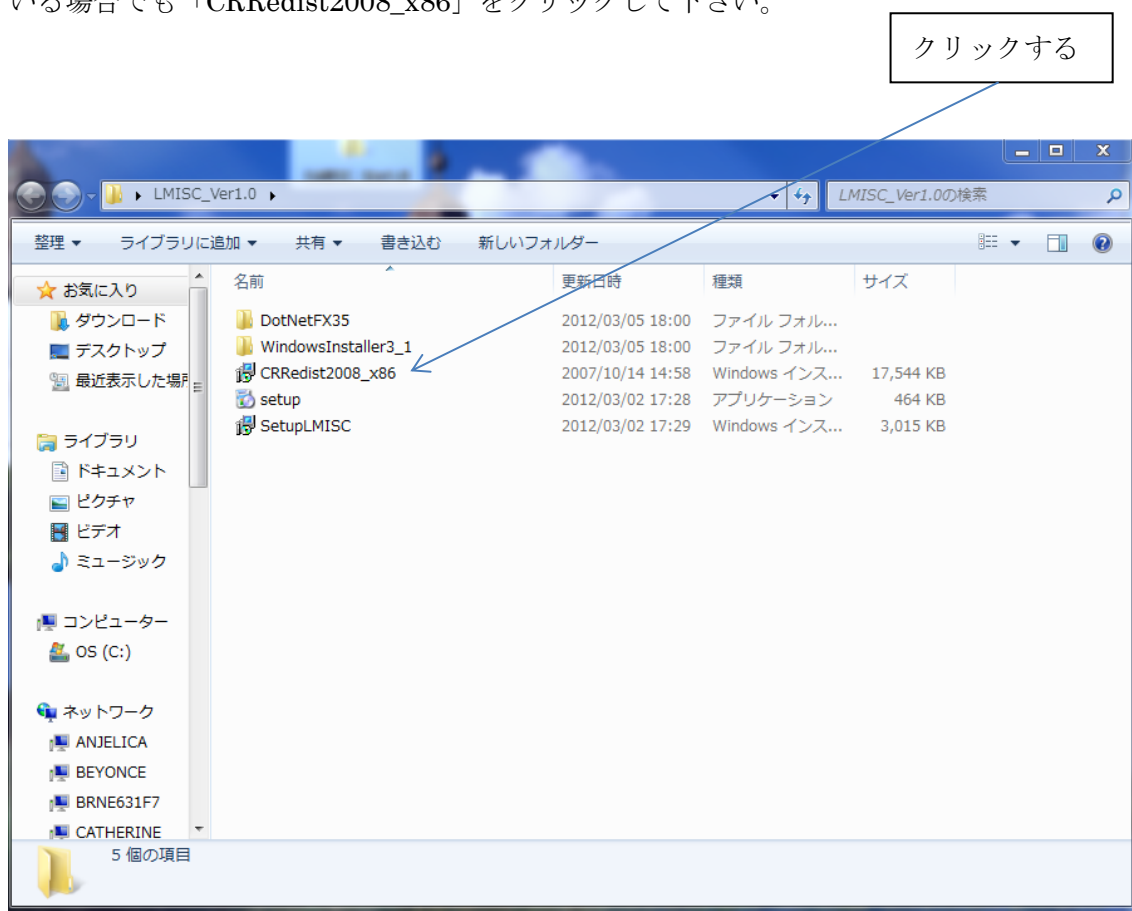 いる場合でも「CRRedist2008_x86」をクリックして下さい。
クリックする
LMISC_Ver1.0
LMISC_Ver1.0の検索
整理 ライブラリに追加 共有 書き込む 新しいフォルダー
名前 更新日時 種類 サイズ
お気に入り
ダウンロード
デスクトップ
最近表示した場所
ライブラリ
ドキュメント
ピクチャ
ビデオ
ミュージック
コンピューター
OS (C:)
ネットワーク
ANJELICA
BEYONCE
BRNE631F7
CATHERINE
DotNetFX35 2012/03/05 18:00 ファイル フォル...
WindowsInstaller3_1 2012/03/05 18:00 ファイル フォル...
CRRedist2008_x86 2007/10/14 14:58 Windows インス... 17,544 KB
setup 2012/03/02 17:28 アプリケーション 464 KB
SetupLMISC 2012/03/02 17:29 Windows インス... 3,015 KB
5 個の項目